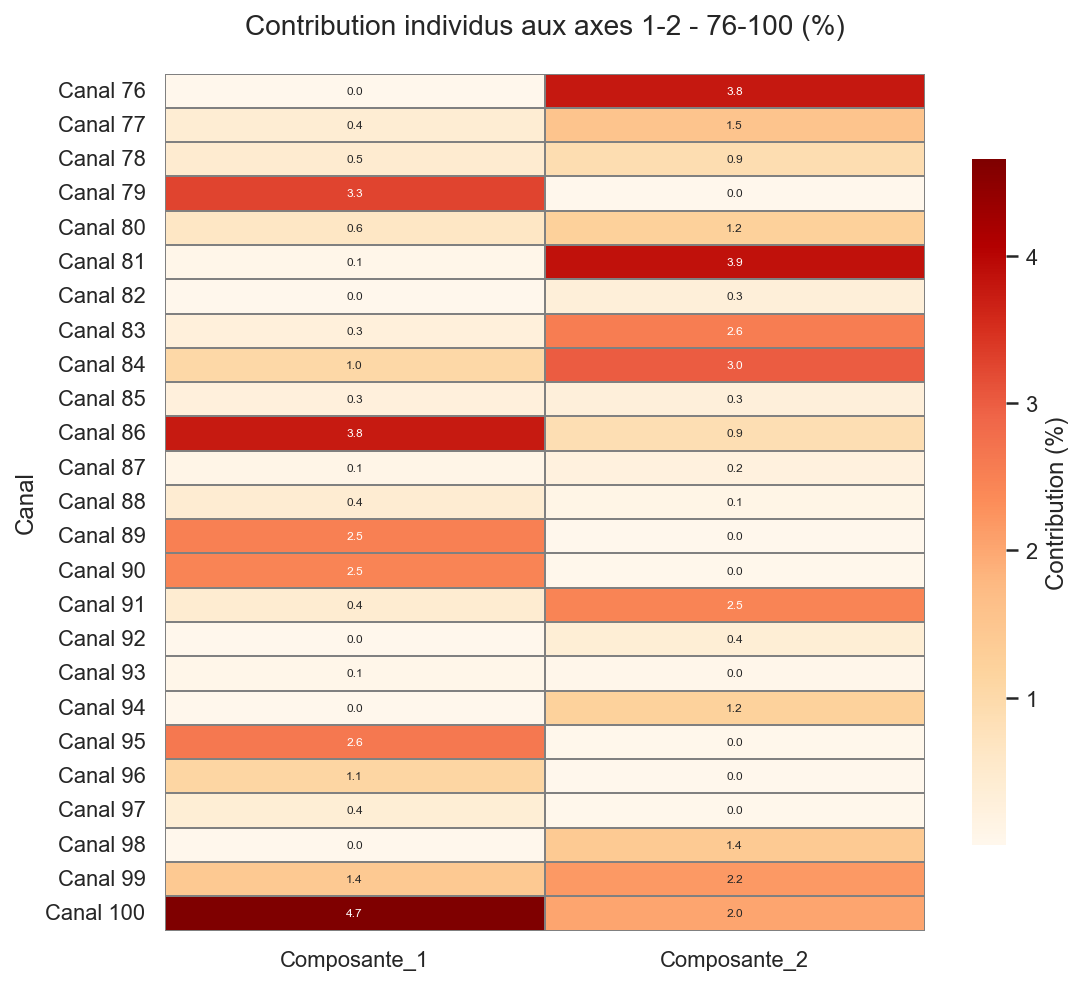 Contribution individus aux axes 1-2 - 76-100 (%)
Canal 76 0.0 3.8
Canal 77 0.4 1.5
Canal 78 0.5 0.9
Canal 79 3.3 0.0
Canal 80 0.6 1.2
Canal 81 0.1 3.9
Canal 82 0.0 0.3
Canal 83 0.3 2.6
Canal 84 1.0 3.0
Canal 85 0.3 0.3
Canal 86 3.8 0.9
Canal 87 0.1 0.2
Canal 88 0.4 0.1
Canal 89 2.5 0.0
Canal 90 2.5 0.0
Canal 91 0.4 2.5
Canal 92 0.0 0.4
Canal 93 0.1 0.0
Canal 94 0.0 1.2
Canal 95 2.6 0.0
Canal 96 1.1 0.0
Canal 97 0.4 0.0
Canal 98 0.0 1.4
Canal 99 1.4 2.2
Canal 100 4.7 2.0
Composante_1 Composante_2
Canal
4
3
2
1
Contribution (%)